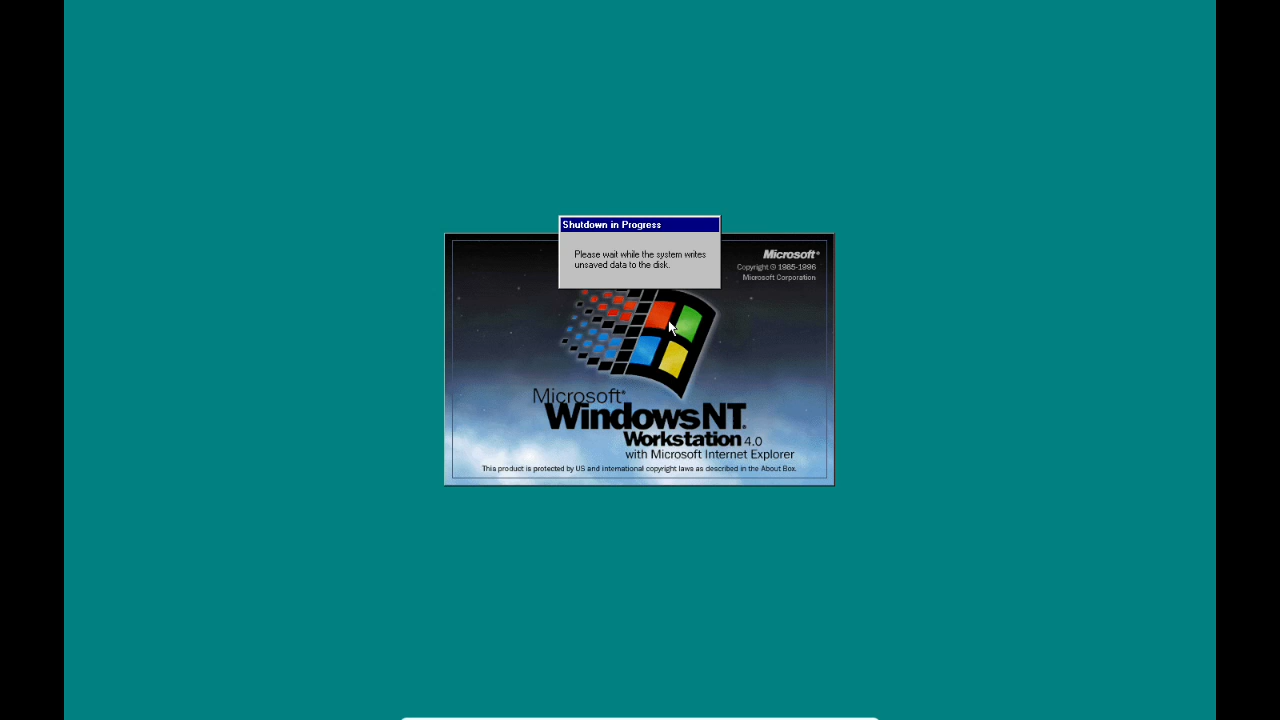 Shutdown in Progress
Please wait while the system writes
unsaved data to the disk.
Microsoft®
Copyright © 1985-1996
Microsoft Corporation
Microsoft®
Windows NT®
Workstation 4.0
with Microsoft Internet Explorer
This product is protected by US and international copyright laws as described in the About Box.